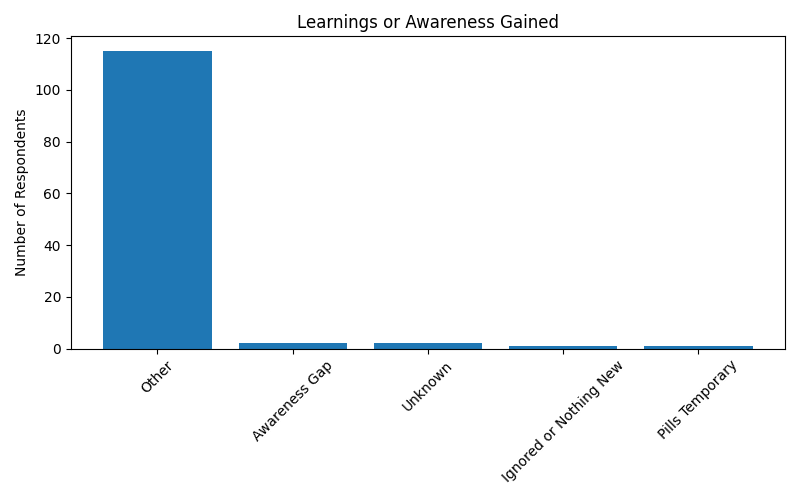 Learnings or Awareness Gained
Number of Respondents
120
100
80
60
40
20
0
Other
Awareness Gap
Unknown
Ignored or Nothing New
Pills Temporary